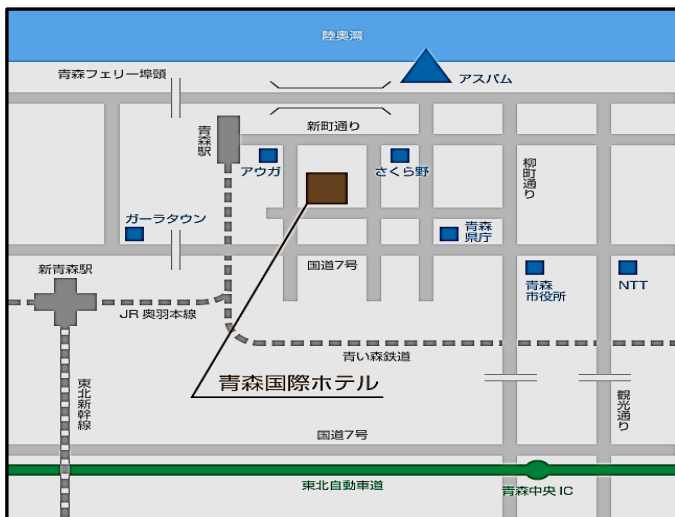 陸奥湾
青森フェリー埠頭
アスパム
新町通り
青森駅
アウガ
さくら野
柳町通り
ガーラタウン
青森
県庁
国道7号
新青森駅
青森
市役所
NTT
JR奥羽本線
青い森鉄道
青森国際ホテル
東北新幹線
観光通り
国道7号
東北自動車道
青森中央IC